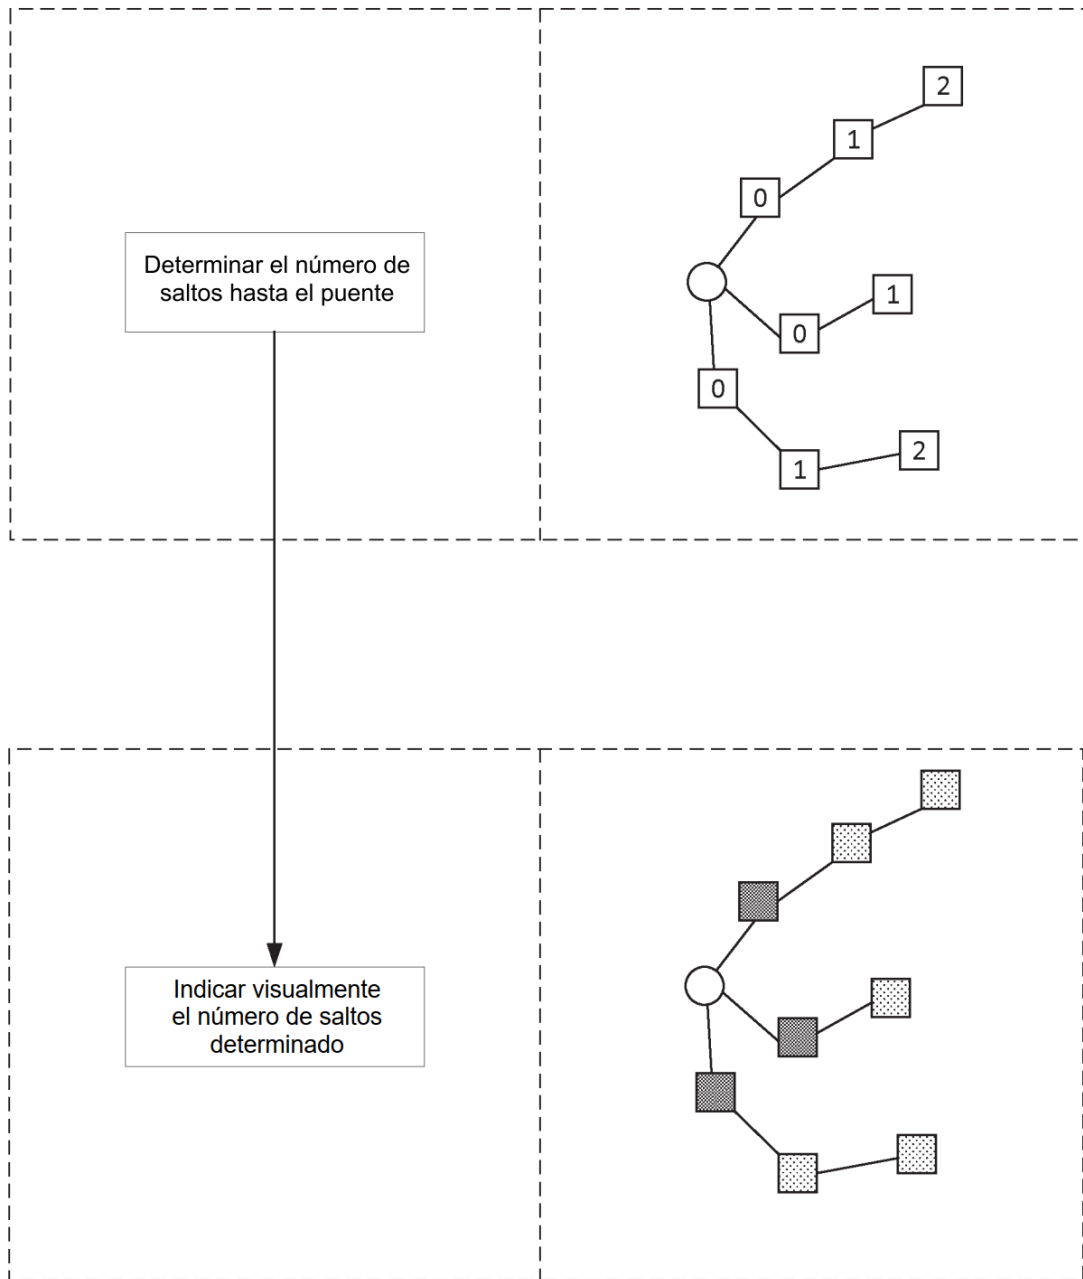 2
1
0
Determinar el número de
saltos hasta el puente
1
0
0
2
1
Indicar visualmente
el número de saltos
determinado